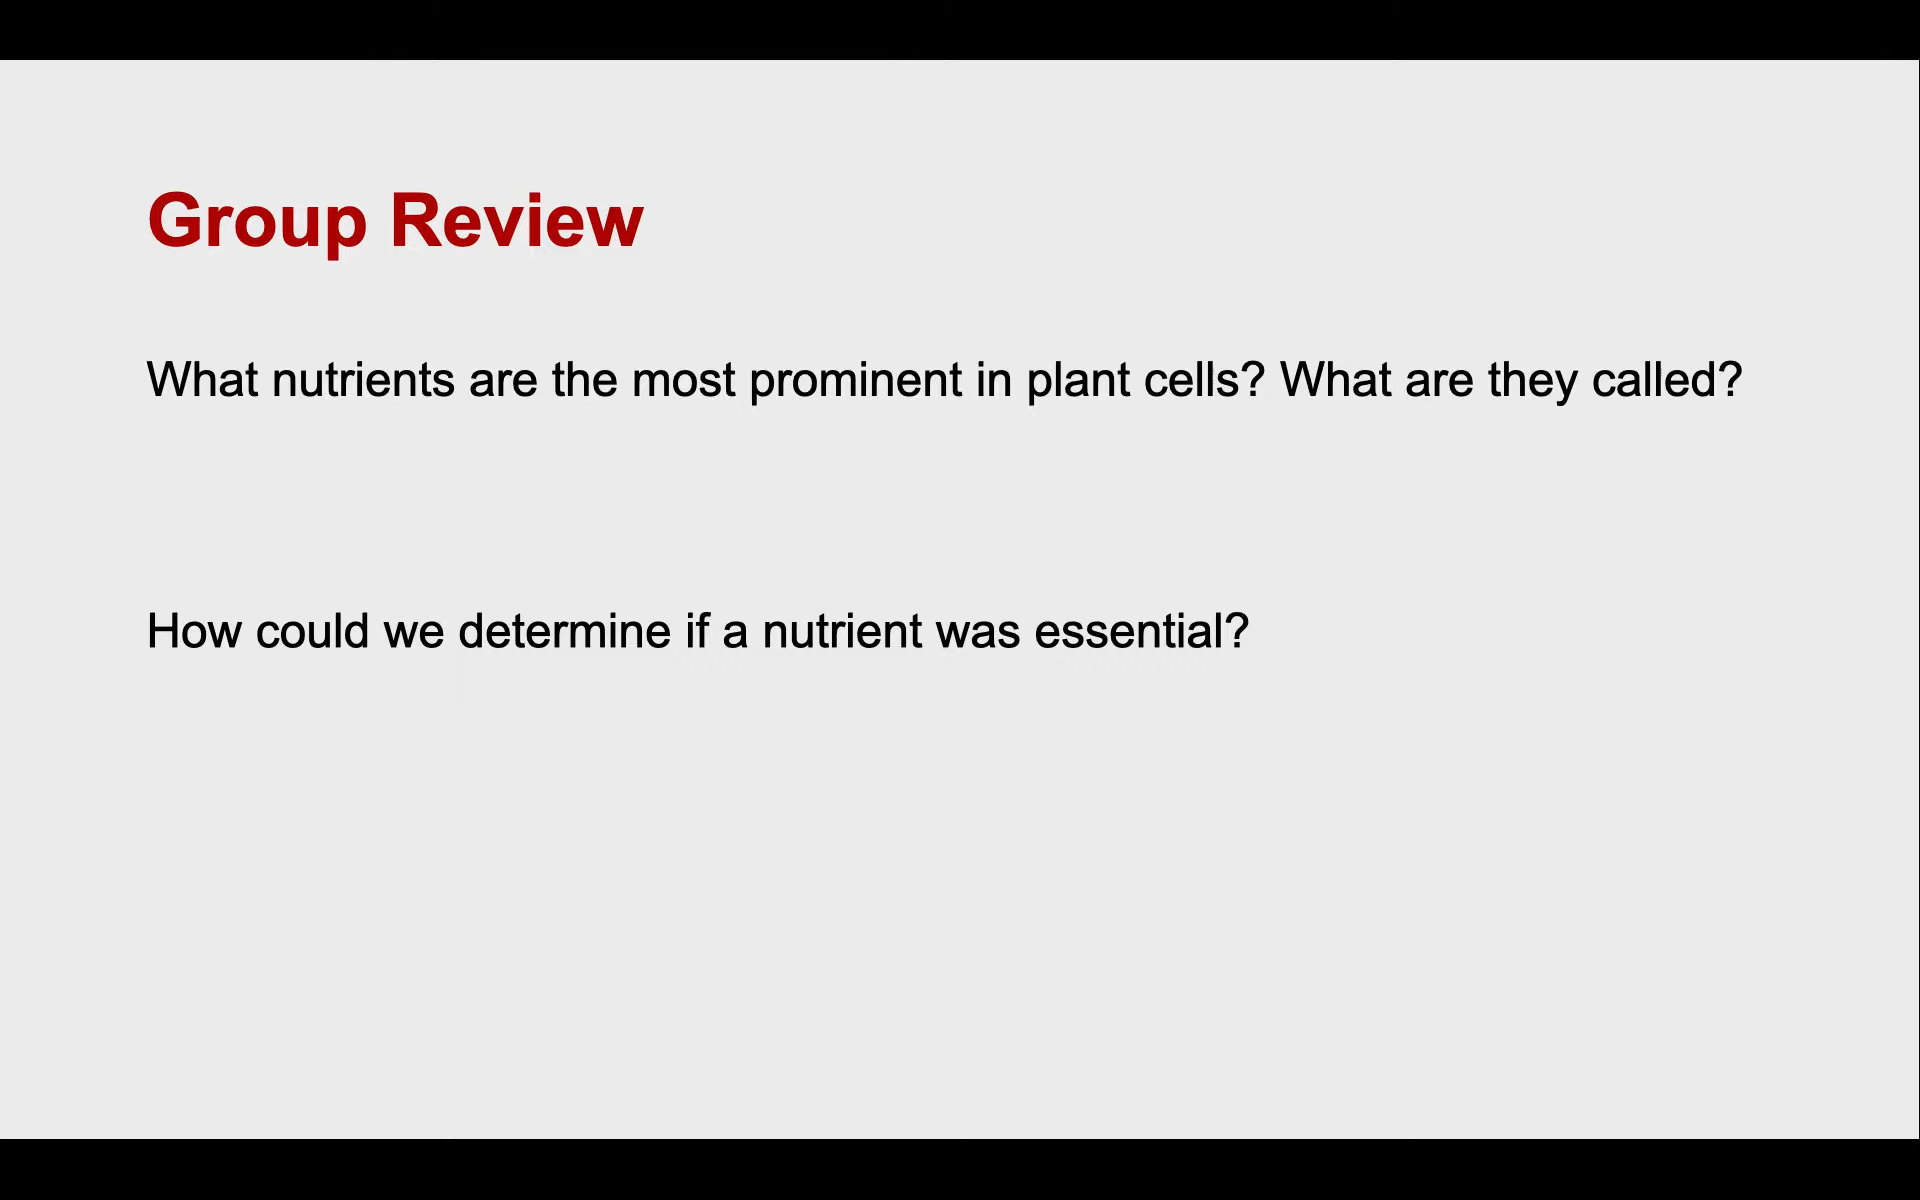 Group Review
What nutrients are the most prominent in plant cells? What are they called?
How could we determine if a nutrient was essential?